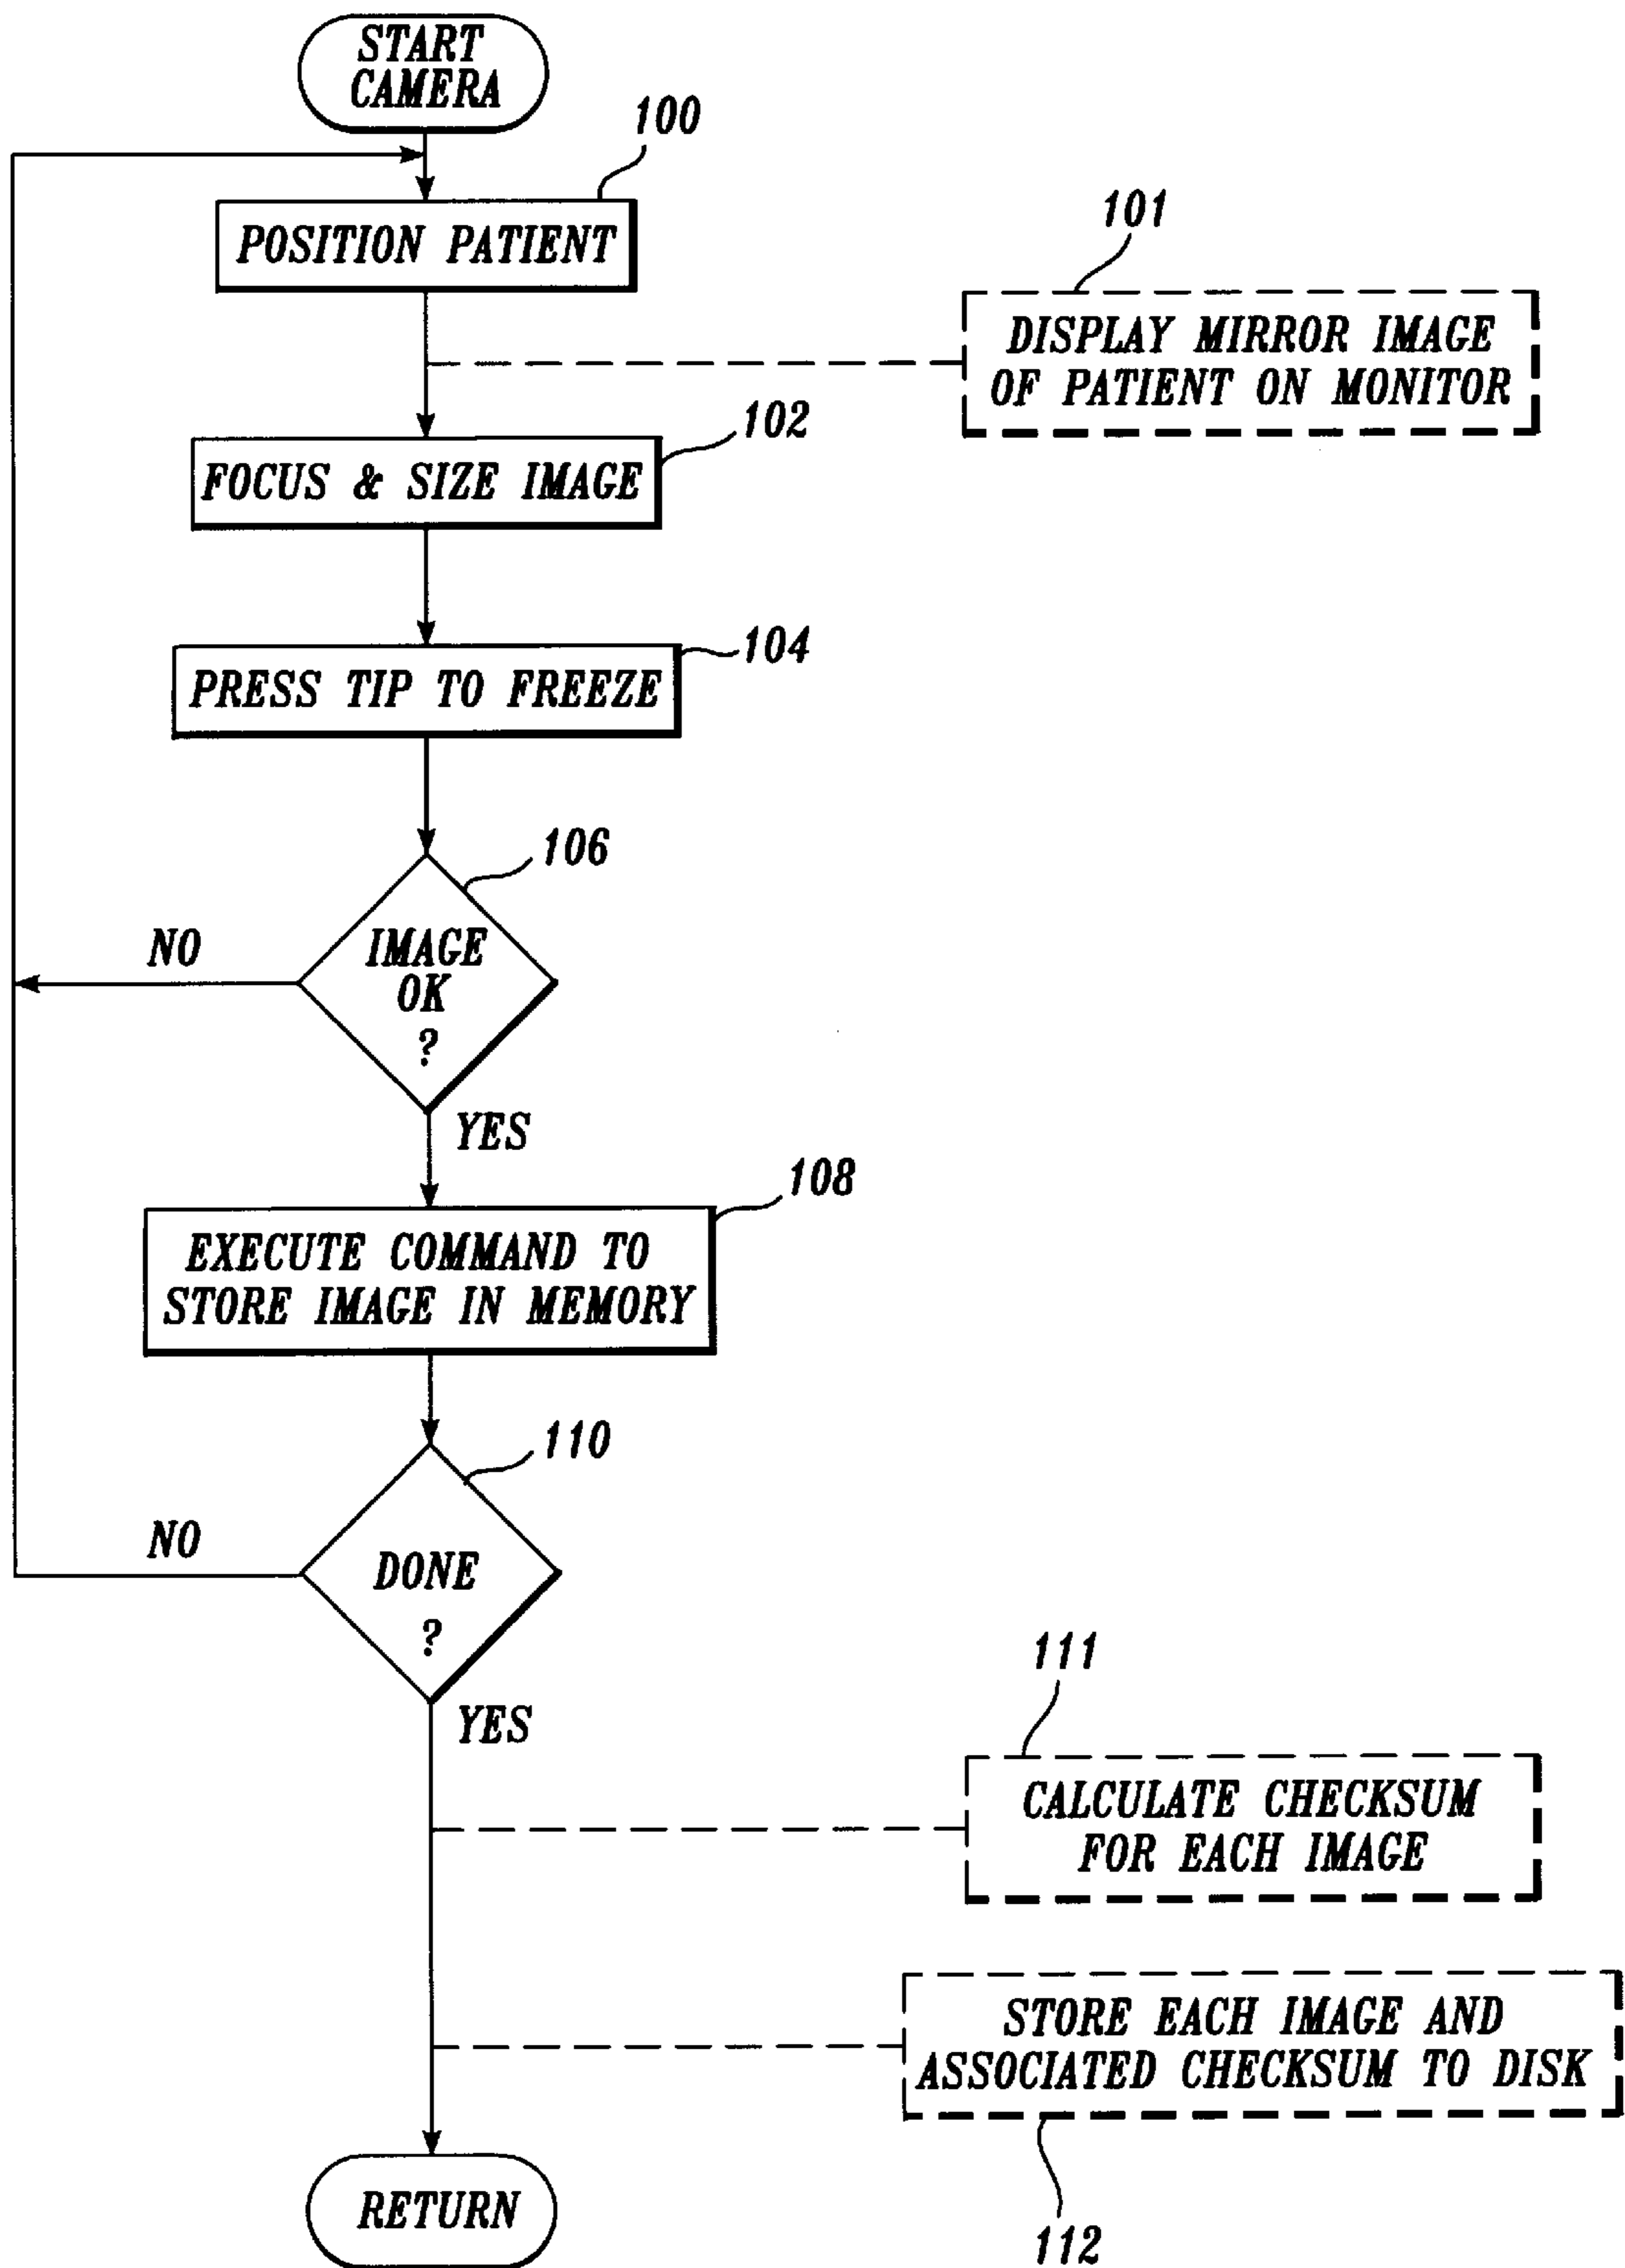 START
CAMERA
100
POSITION PATIENT
101
DISPLAY MIRROR IMAGE
OF PATIENT ON MONITOR
102
FOCUS & SIZE IMAGE
104
PRESS TIP TO FREEZE
106
IMAGE
OK
?
NO
YES
108
EXECUTE COMMAND TO
STORE IMAGE IN MEMORY
110
DONE
?
NO
YES
111
CALCULATE CHECKSUM
FOR EACH IMAGE
STORE EACH IMAGE AND
ASSOCIATED CHECKSUM TO DISK
112
RETURN